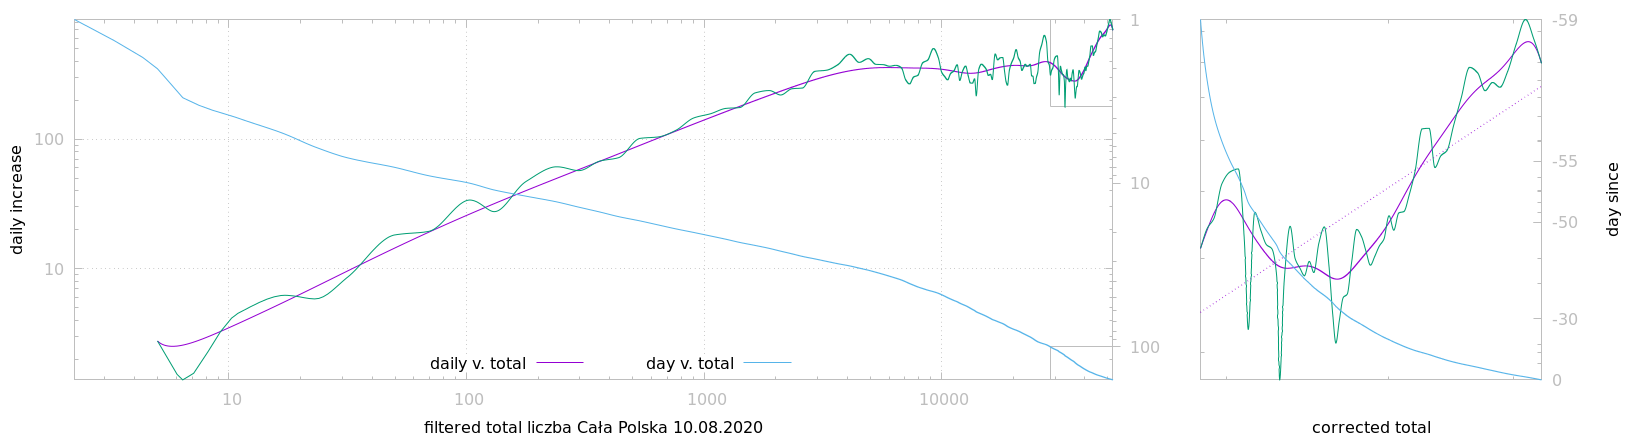 daily increase
100
10
1
10
100
daily v. total
day v. total
10
100
1000
10000
filtered total liczba Cała Polska 10.08.2020
-59
-55
-50
-30
0
day since
corrected total